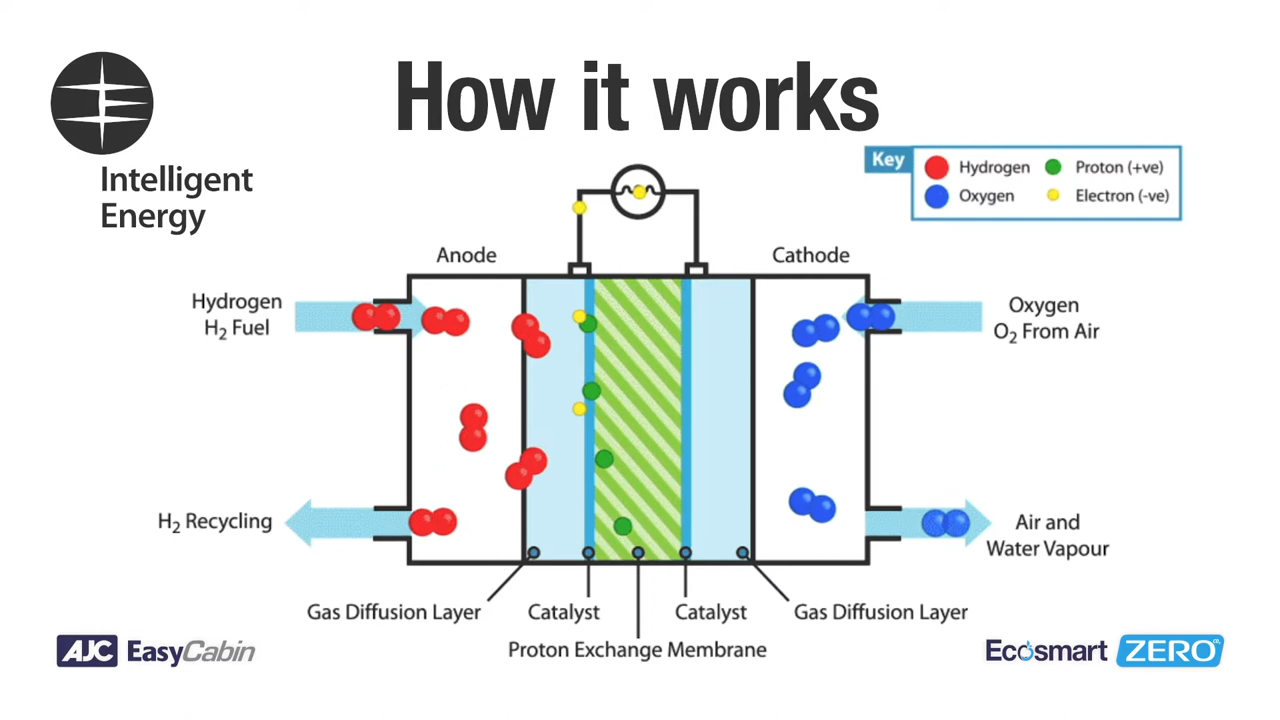 How it works
Intelligent
Energy
Key
Hydrogen
Proton (+ve)
Oxygen
Electron (-ve)
Anode
Cathode
Hydrogen
H₂ Fuel
Oxygen
O₂ From Air
H₂ Recycling
Air and
Water Vapour
Gas Diffusion Layer
Catalyst
Catalyst
Gas Diffusion Layer
Proton Exchange Membrane
AJC EasyCabin
Ecosmart ZERO